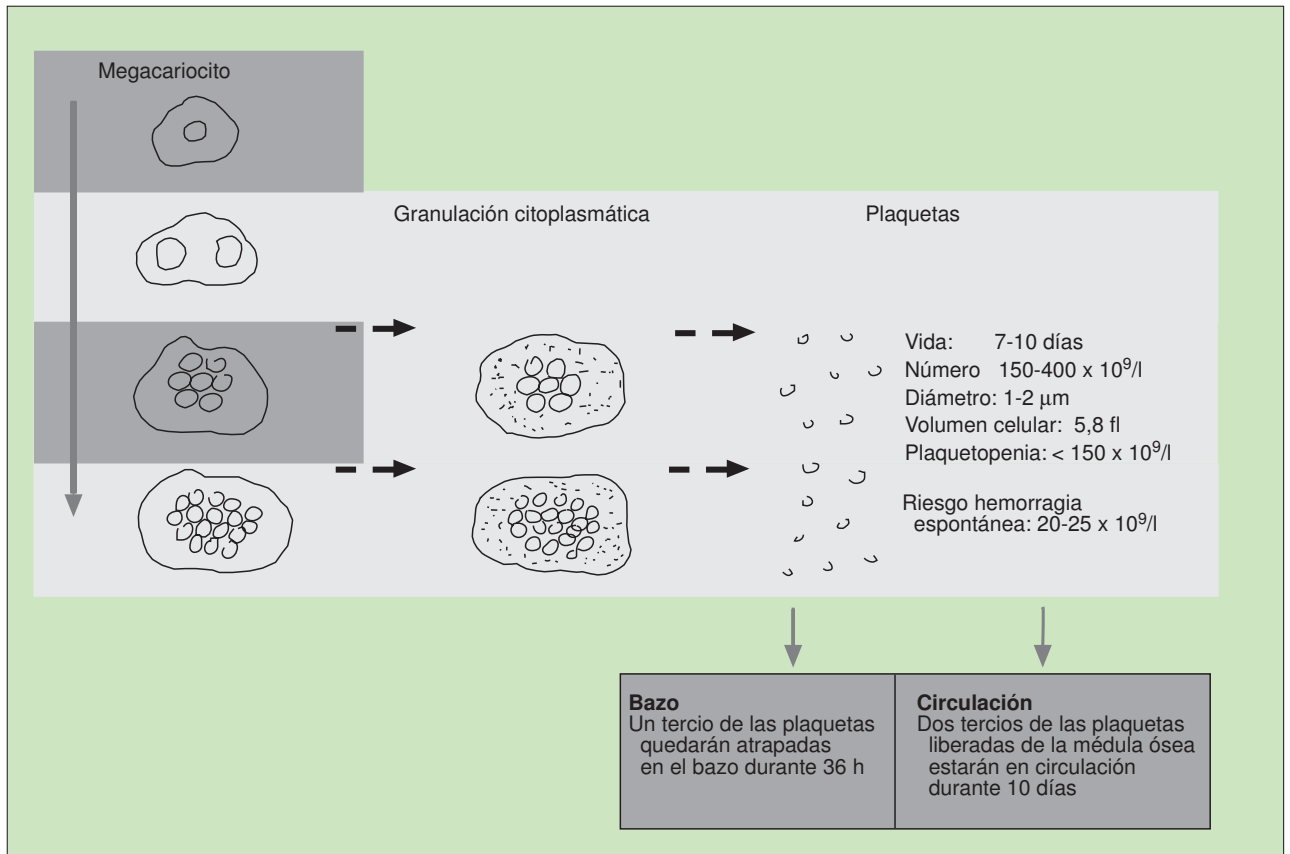 Megacariocito
Granulación citoplasmática
Plaquetas
Vida: 7-10 días
Número 150-400 x 10⁹/l
Diámetro: 1-2 μm
Volumen celular: 5,8 fl
Plaquetopenia: < 150 x 10⁹/l
Riesgo hemorragia
espontánea: 20-25 x 10⁹/l
Bazo
Un tercio de las plaquetas
quedarán atrapadas
en el bazo durante 36 h
Circulación
Dos tercios de las plaquetas
liberadas de la médula ósea
estarán en circulación
durante 10 días